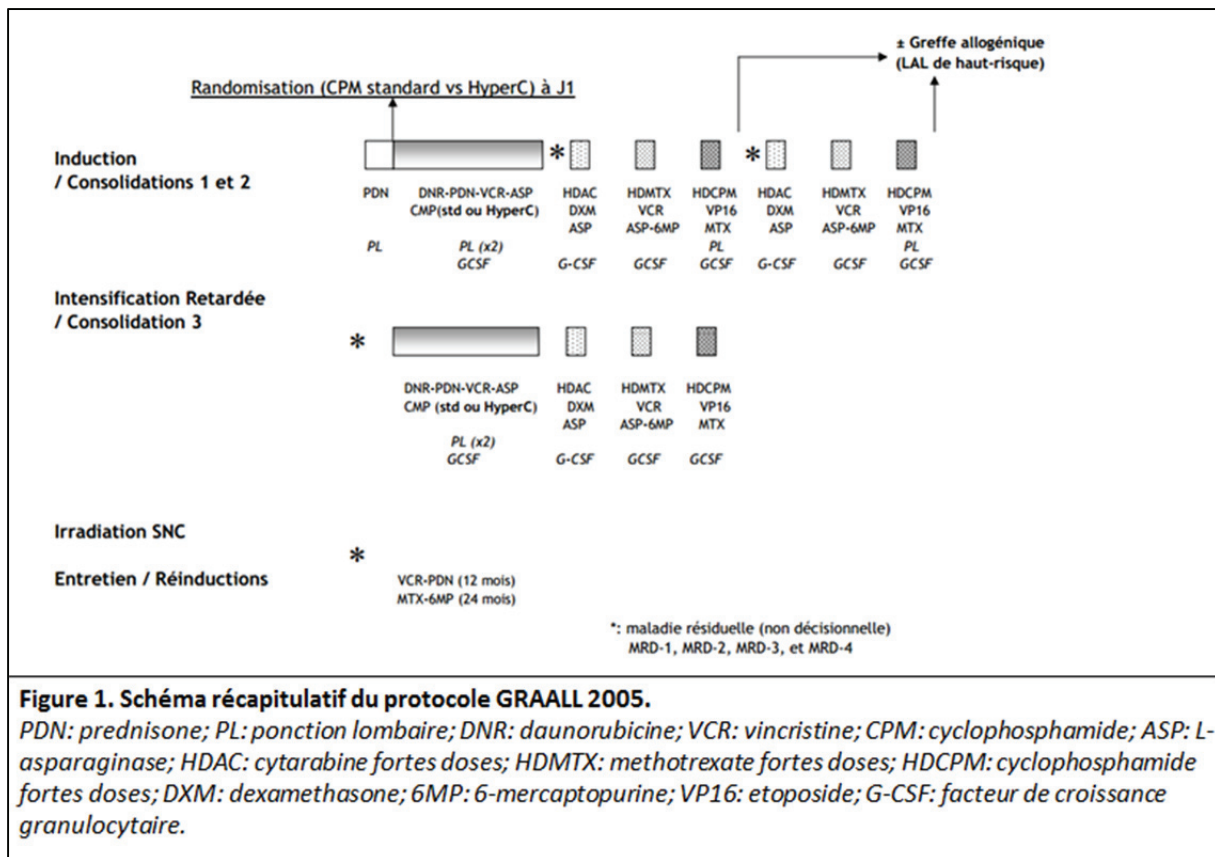 ± Greffe allogénique
(LAL de haut-risque)
Randomisation (CPM standard vs HyperC) à J1
Induction
/ Consolidations 1 et 2
*
*
PDN
DNR-PDN-VCR-ASP
CMP(std ou HyperC)
HDAC
DXM
ASP
HDMTX
VCR
ASP-6MP
HDCPM
VP16
MTX
HDAC
DXM
ASP
HDMTX
VCR
ASP-6MP
HDCPM
VP16
MTX
PL
PL (x2)
GCSF
G-CSF
GCSF
PL
GCSF
G-CSF
GCSF
PL
GCSF
Intensification Retardée
/ Consolidation 3
*
DNR-PDN-VCR-ASP
CMP (std ou HyperC)
HDAC
DXM
ASP
HDMTX
VCR
ASP-6MP
HDCPM
VP16
MTX
PL (x2)
GCSF
G-CSF
GCSF
GCSF
Irradiation SNC
*
Entretien / Réinductions
VCR-PDN (12 mois)
MTX-6MP (24 mois)
*: maladie résiduelle (non décisionnelle)
MRD-1, MRD-2, MRD-3, et MRD-4
Figure 1. Schéma récapitulatif du protocole GRAALL 2005.
PDN: prednisone; PL: ponction lombaire; DNR: daunorubicine; VCR: vincristine; CPM: cyclophosphamide; ASP: L-
asparaginase; HDAC: cytarabine fortes doses; HDMTX: methotrexate fortes doses; HDCPM: cyclophosphamide
fortes doses; DXM: dexamethasone; 6MP: 6-mercaptopurine; VP16: etoposide; G-CSF: facteur de croissance
granulocytaire.